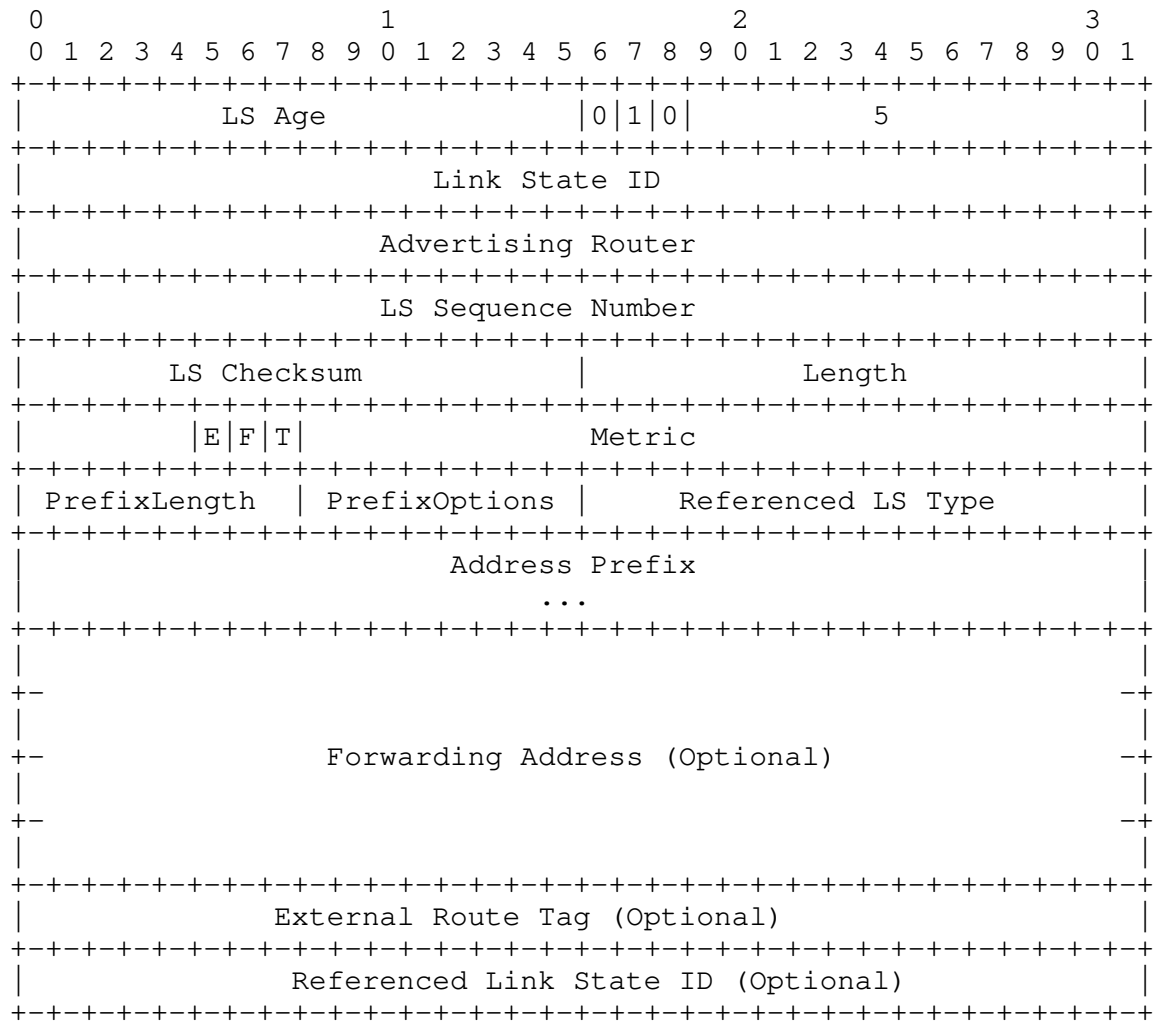 0                   1                   2                   3
 0 1 2 3 4 5 6 7 8 9 0 1 2 3 4 5 6 7 8 9 0 1 2 3 4 5 6 7 8 9 0 1
+-+-+-+-+-+-+-+-+-+-+-+-+-+-+-+-+-+-+-+-+-+-+-+-+-+-+-+-+-+-+-+-+
|           LS Age              |0|1|0|          5              |
+-+-+-+-+-+-+-+-+-+-+-+-+-+-+-+-+-+-+-+-+-+-+-+-+-+-+-+-+-+-+-+-+
|                       Link State ID                           |
+-+-+-+-+-+-+-+-+-+-+-+-+-+-+-+-+-+-+-+-+-+-+-+-+-+-+-+-+-+-+-+-+
|                    Advertising Router                         |
+-+-+-+-+-+-+-+-+-+-+-+-+-+-+-+-+-+-+-+-+-+-+-+-+-+-+-+-+-+-+-+-+
|                    LS Sequence Number                         |
+-+-+-+-+-+-+-+-+-+-+-+-+-+-+-+-+-+-+-+-+-+-+-+-+-+-+-+-+-+-+-+-+
|        LS Checksum            |            Length             |
+-+-+-+-+-+-+-+-+-+-+-+-+-+-+-+-+-+-+-+-+-+-+-+-+-+-+-+-+-+-+-+-+
|         |E|F|T|                Metric                         |
+-+-+-+-+-+-+-+-+-+-+-+-+-+-+-+-+-+-+-+-+-+-+-+-+-+-+-+-+-+-+-+-+
| PrefixLength  | PrefixOptions |     Referenced LS Type        |
+-+-+-+-+-+-+-+-+-+-+-+-+-+-+-+-+-+-+-+-+-+-+-+-+-+-+-+-+-+-+-+-+
|                        Address Prefix                         |
|                             ...                               |
+-+-+-+-+-+-+-+-+-+-+-+-+-+-+-+-+-+-+-+-+-+-+-+-+-+-+-+-+-+-+-+-+
|                                                               |
+-                                                             -+
|                                                               |
+-                Forwarding Address (Optional)                -+
|                                                               |
+-                                                             -+
|                                                               |
+-+-+-+-+-+-+-+-+-+-+-+-+-+-+-+-+-+-+-+-+-+-+-+-+-+-+-+-+-+-+-+-+
|              External Route Tag (Optional)                    |
+-+-+-+-+-+-+-+-+-+-+-+-+-+-+-+-+-+-+-+-+-+-+-+-+-+-+-+-+-+-+-+-+
|               Referenced Link State ID (Optional)             |
+-+-+-+-+-+-+-+-+-+-+-+-+-+-+-+-+-+-+-+-+-+-+-+-+-+-+-+-+-+-+-+-+